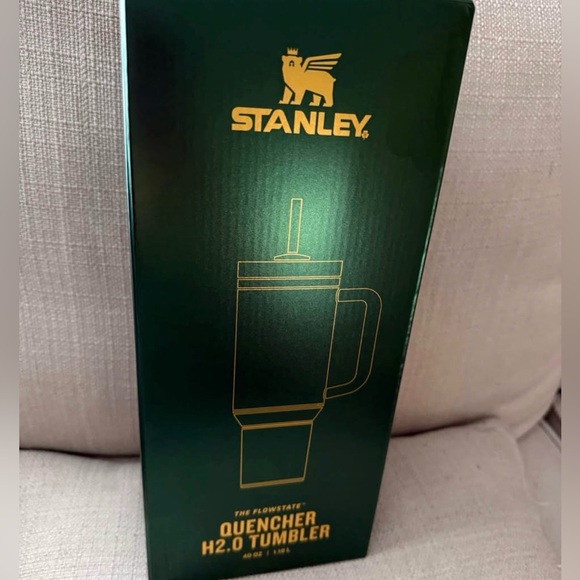 STANLEY
THE FLOWSTATE™
QUENCHER
H2.0 TUMBLER
40 OZ | 1.18 L